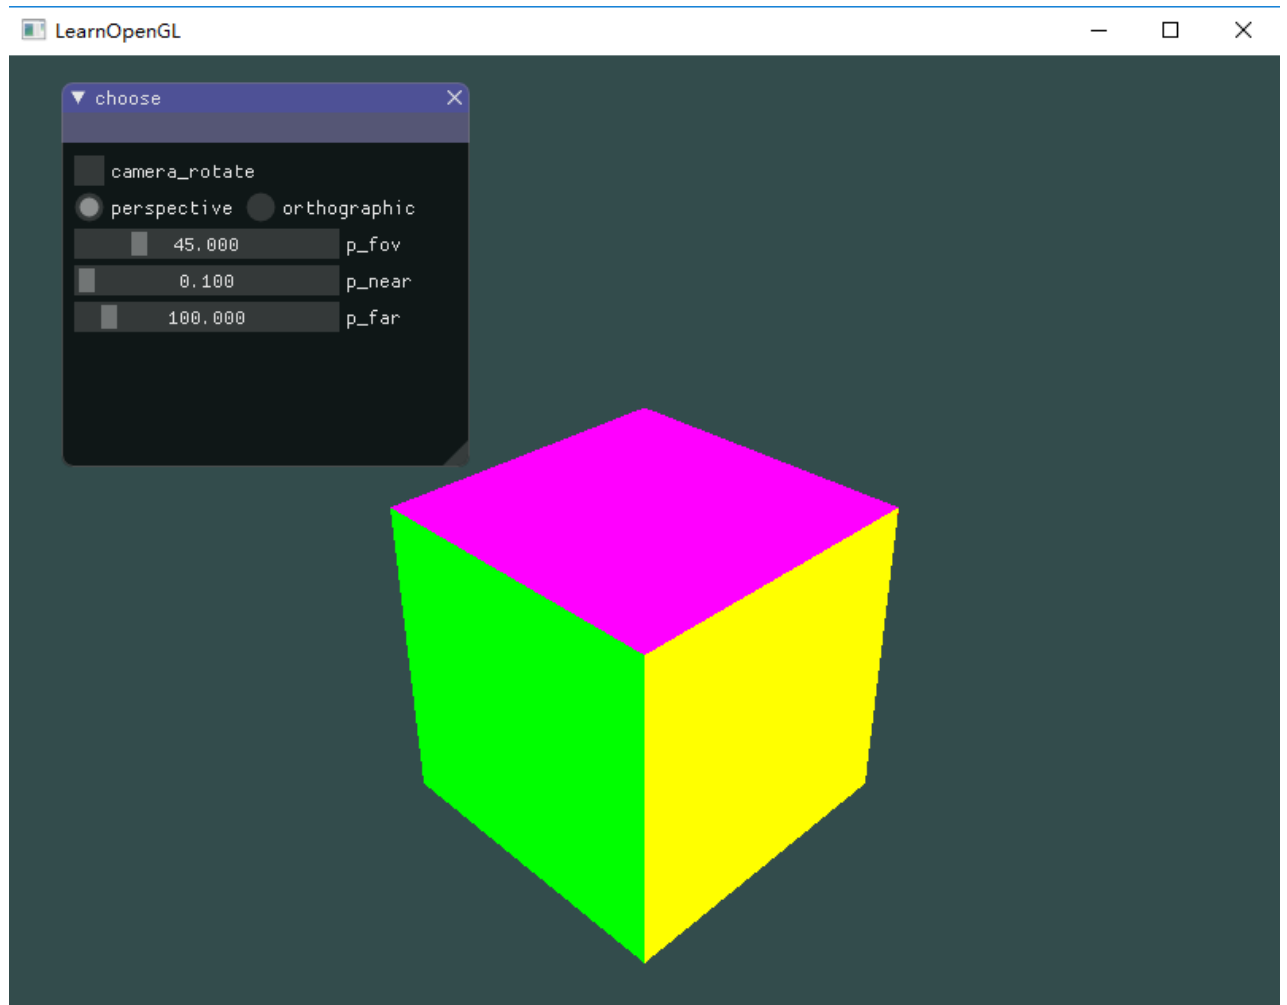 LearnOpenGL
choose
camera_rotate
perspective orthographic
45.000 p_fov
0.100 p_near
100.000 p_far